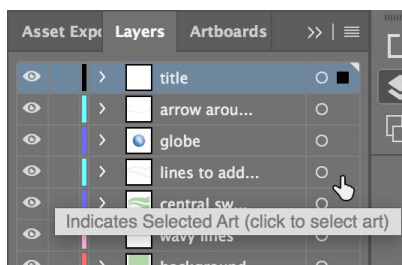 Asset Expo Layers Artboards
title
arrow arou...
globe
lines to add...
central sw...
Indicates Selected Art (click to select art)
wavy lines
background